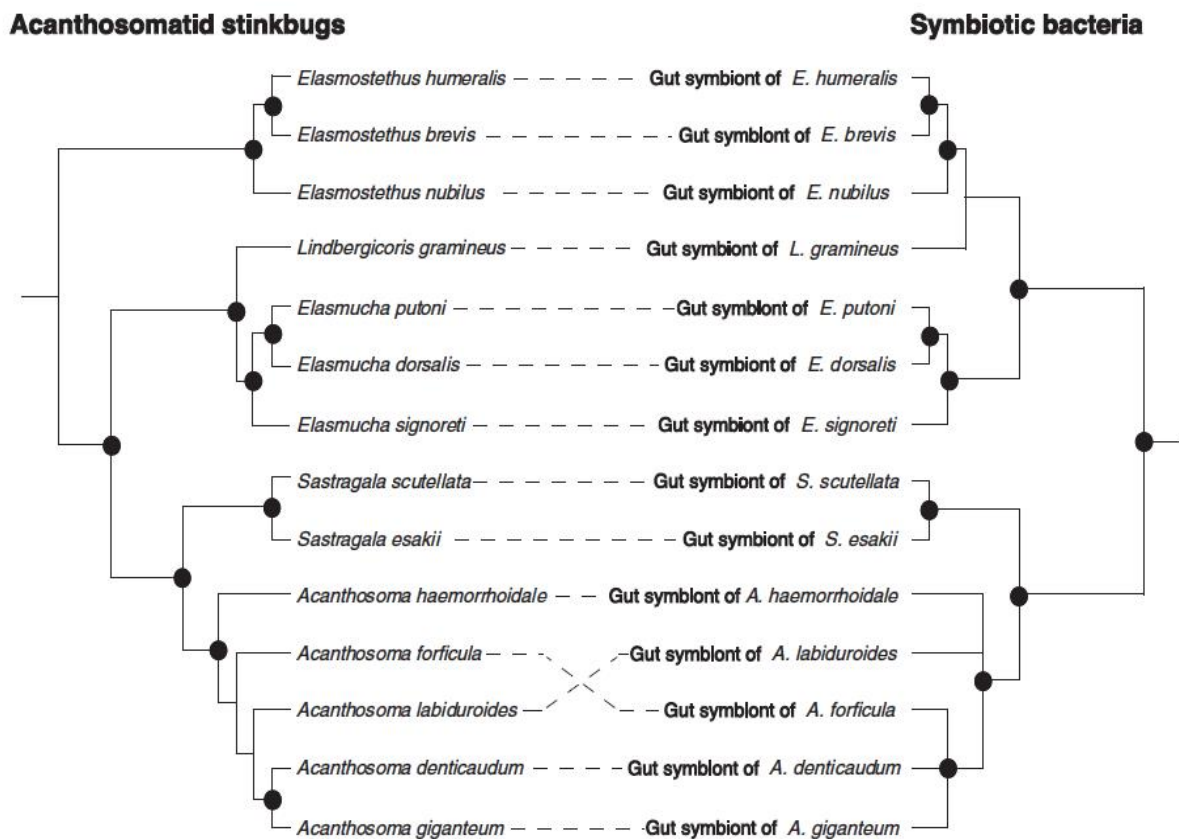 Acanthosomatid stinkbugs Symbiotic bacteria
Elasmostethus humeralis Gut symbiont of E. humeralis
Elasmostethus brevis Gut symbiont of E. brevis
Elasmostethus nubilus Gut symbiont of E. nubilus
Lindbergicoris gramineus Gut symbiont of L. gramineus
Elasmucha putoni Gut symbiont of E. putoni
Elasmucha dorsalis Gut symbiont of E. dorsalis
Elasmucha signoreti Gut symbiont of E. signoreti
Sastragala scutellata Gut symbiont of S. scutellata
Sastragala esakii Gut symbiont of S. esakii
Acanthosoma haemorrhoidale Gut symbiont of A. haemorrhoidale
Acanthosoma forficula Gut symbiont of A. labiduroides
Acanthosoma labiduroides Gut symbiont of A. forficula
Acanthosoma denticaudum Gut symbiont of A. denticaudum
Acanthosoma giganteum Gut symbiont of A. giganteum